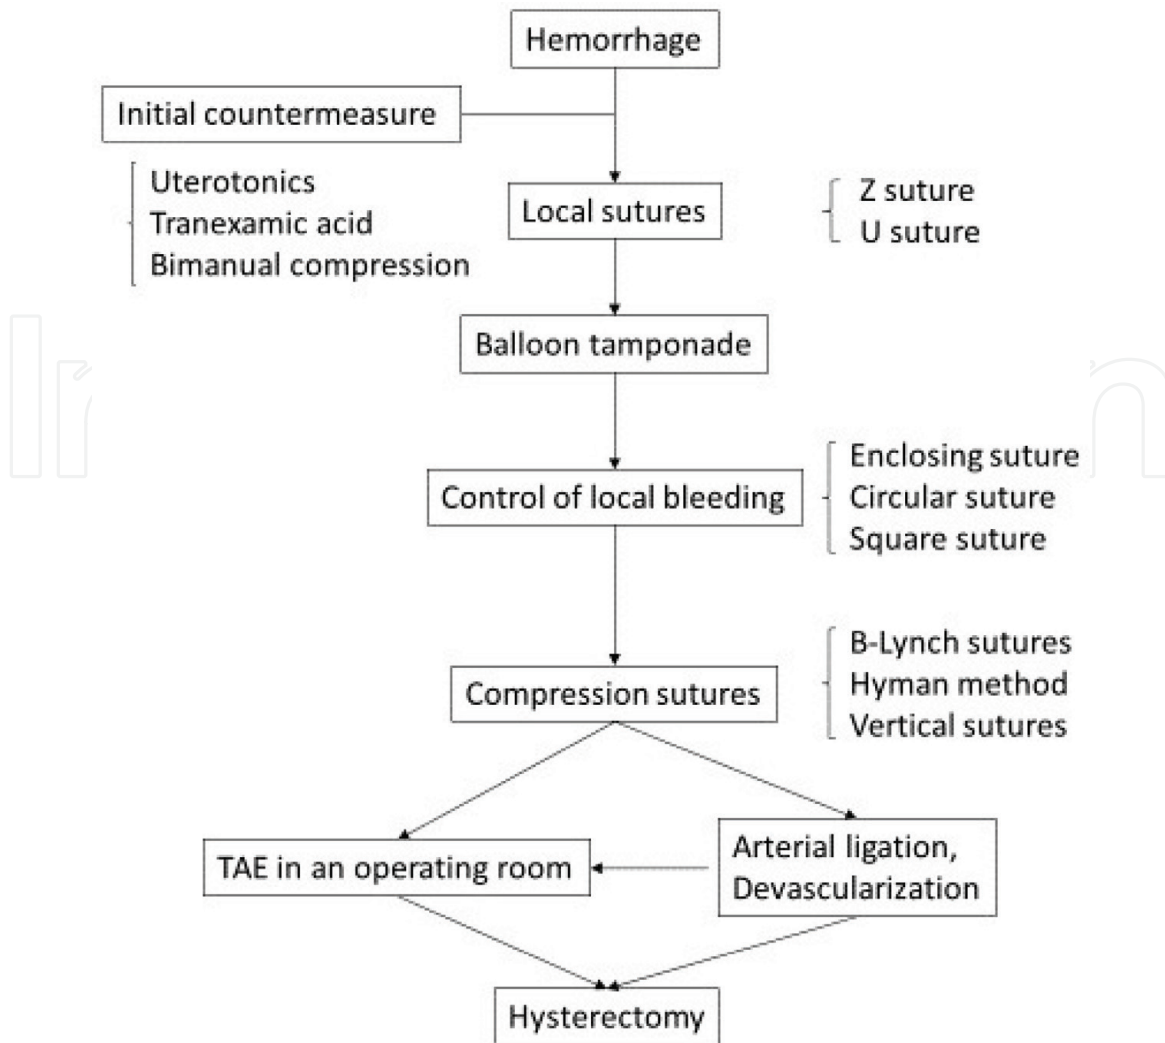 Hemorrhage
Initial countermeasure
Uterotonics
Tranexamic acid
Bimanual compression
Local sutures
Z suture
U suture
Balloon tamponade
Control of local bleeding
Enclosing suture
Circular suture
Square suture
Compression sutures
B-Lynch sutures
Hyman method
Vertical sutures
TAE in an operating room
Arterial ligation,
Devascularization
Hysterectomy